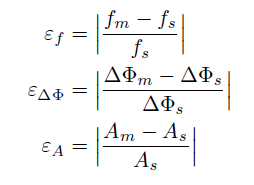 ε_f = |(f_m − f_s) / f_s|
ε_ΔΦ = |(ΔΦ_m − ΔΦ_s) / ΔΦ_s|
ε_A = |(A_m − A_s) / A_s|